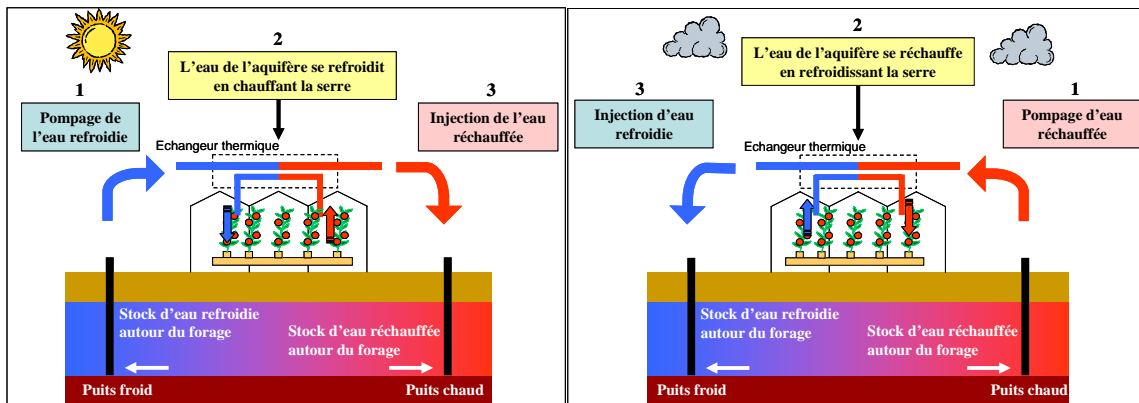 2
L'eau de l'aquifère se refroidit
en chauffant la serre
1
Pompage de
l'eau refroidie
3
Injection de l'eau
réchauffée
Echangeur thermique
Stock d'eau refroidie
autour du forage
Stock d'eau réchauffée
autour du forage
Puits froid
Puits chaud
2
L'eau de l'aquifère se réchauffe
en refroidissant la serre
3
Injection d'eau
refroidie
1
Pompage d'eau
réchauffée
Echangeur thermique
Stock d'eau refroidie
autour du forage
Stock d'eau réchauffée
autour du forage
Puits froid
Puits chaud